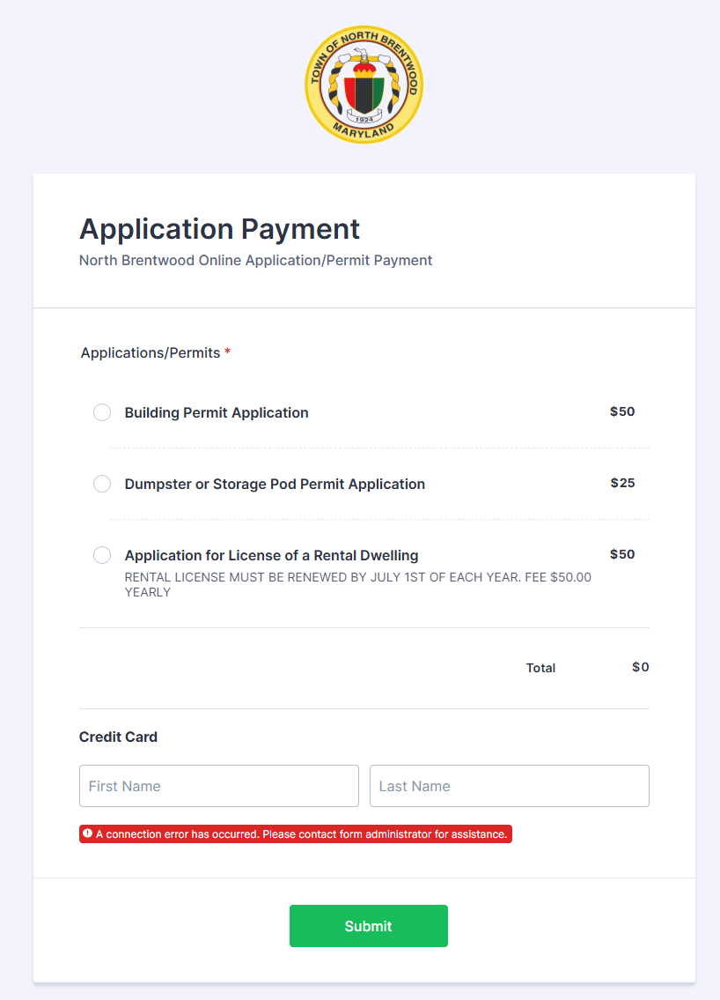 TOWN OF NORTH BRENTWOOD
1924
MARYLAND
Application Payment
North Brentwood Online Application/Permit Payment
Applications/Permits *
Building Permit Application $50
Dumpster or Storage Pod Permit Application $25
Application for License of a Rental Dwelling $50
RENTAL LICENSE MUST BE RENEWED BY JULY 1ST OF EACH YEAR. FEE $50.00
YEARLY
Total $0
Credit Card
First Name Last Name
A connection error has occurred. Please contact form administrator for assistance.
Submit